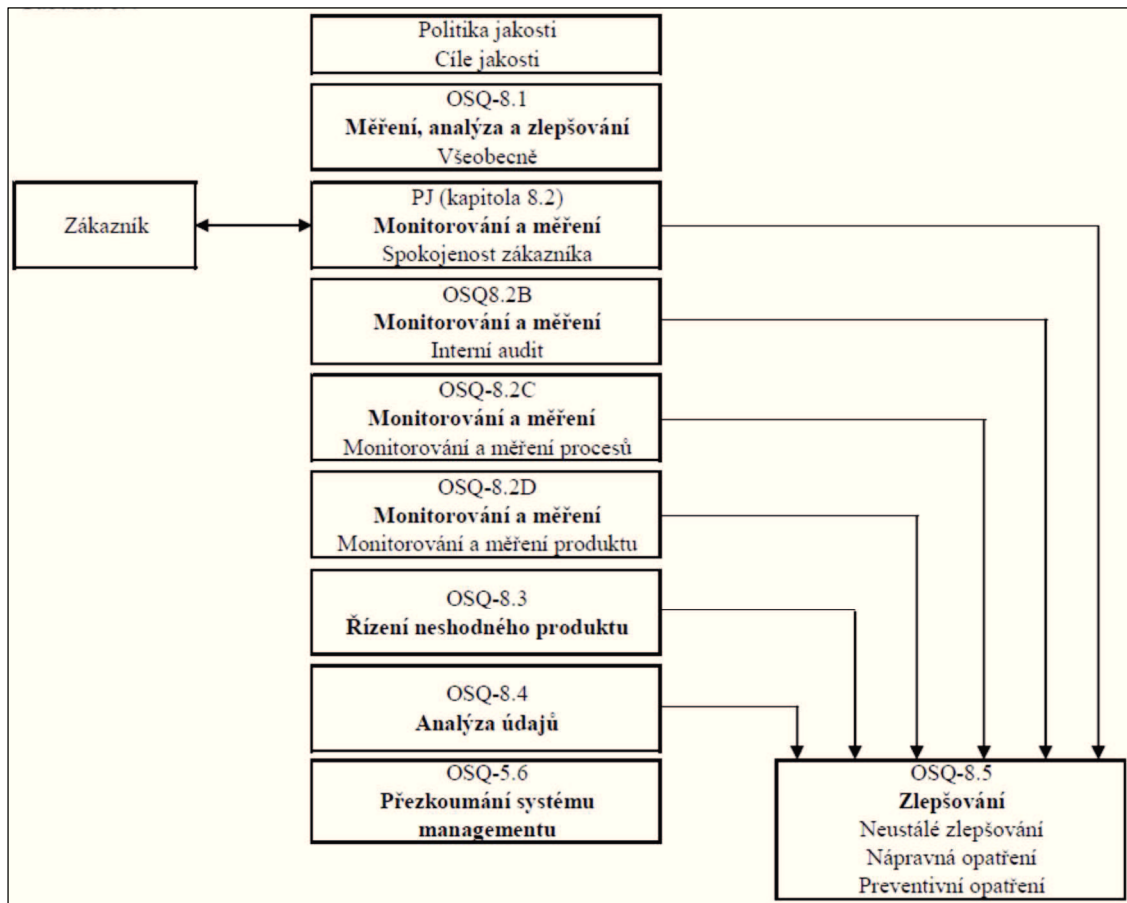 Politika jakosti
Cíle jakosti
OSQ-8.1
Měření, analýza a zlepšování
Všeobecně
Zákazník
PJ (kapitola 8.2)
Monitorování a měření
Spokojenost zákazníka
OSQ8.2B
Monitorování a měření
Interní audit
OSQ-8.2C
Monitorování a měření
Monitorování a měření procesů
OSQ-8.2D
Monitorování a měření
Monitorování a měření produktu
OSQ-8.3
Řízení neshodného produktu
OSQ-8.4
Analýza údajů
OSQ-5.6
Přezkoumání systému
managementu
OSQ-8.5
Zlepšování
Neustálé zlepšování
Nápravná opatření
Preventivní opatření